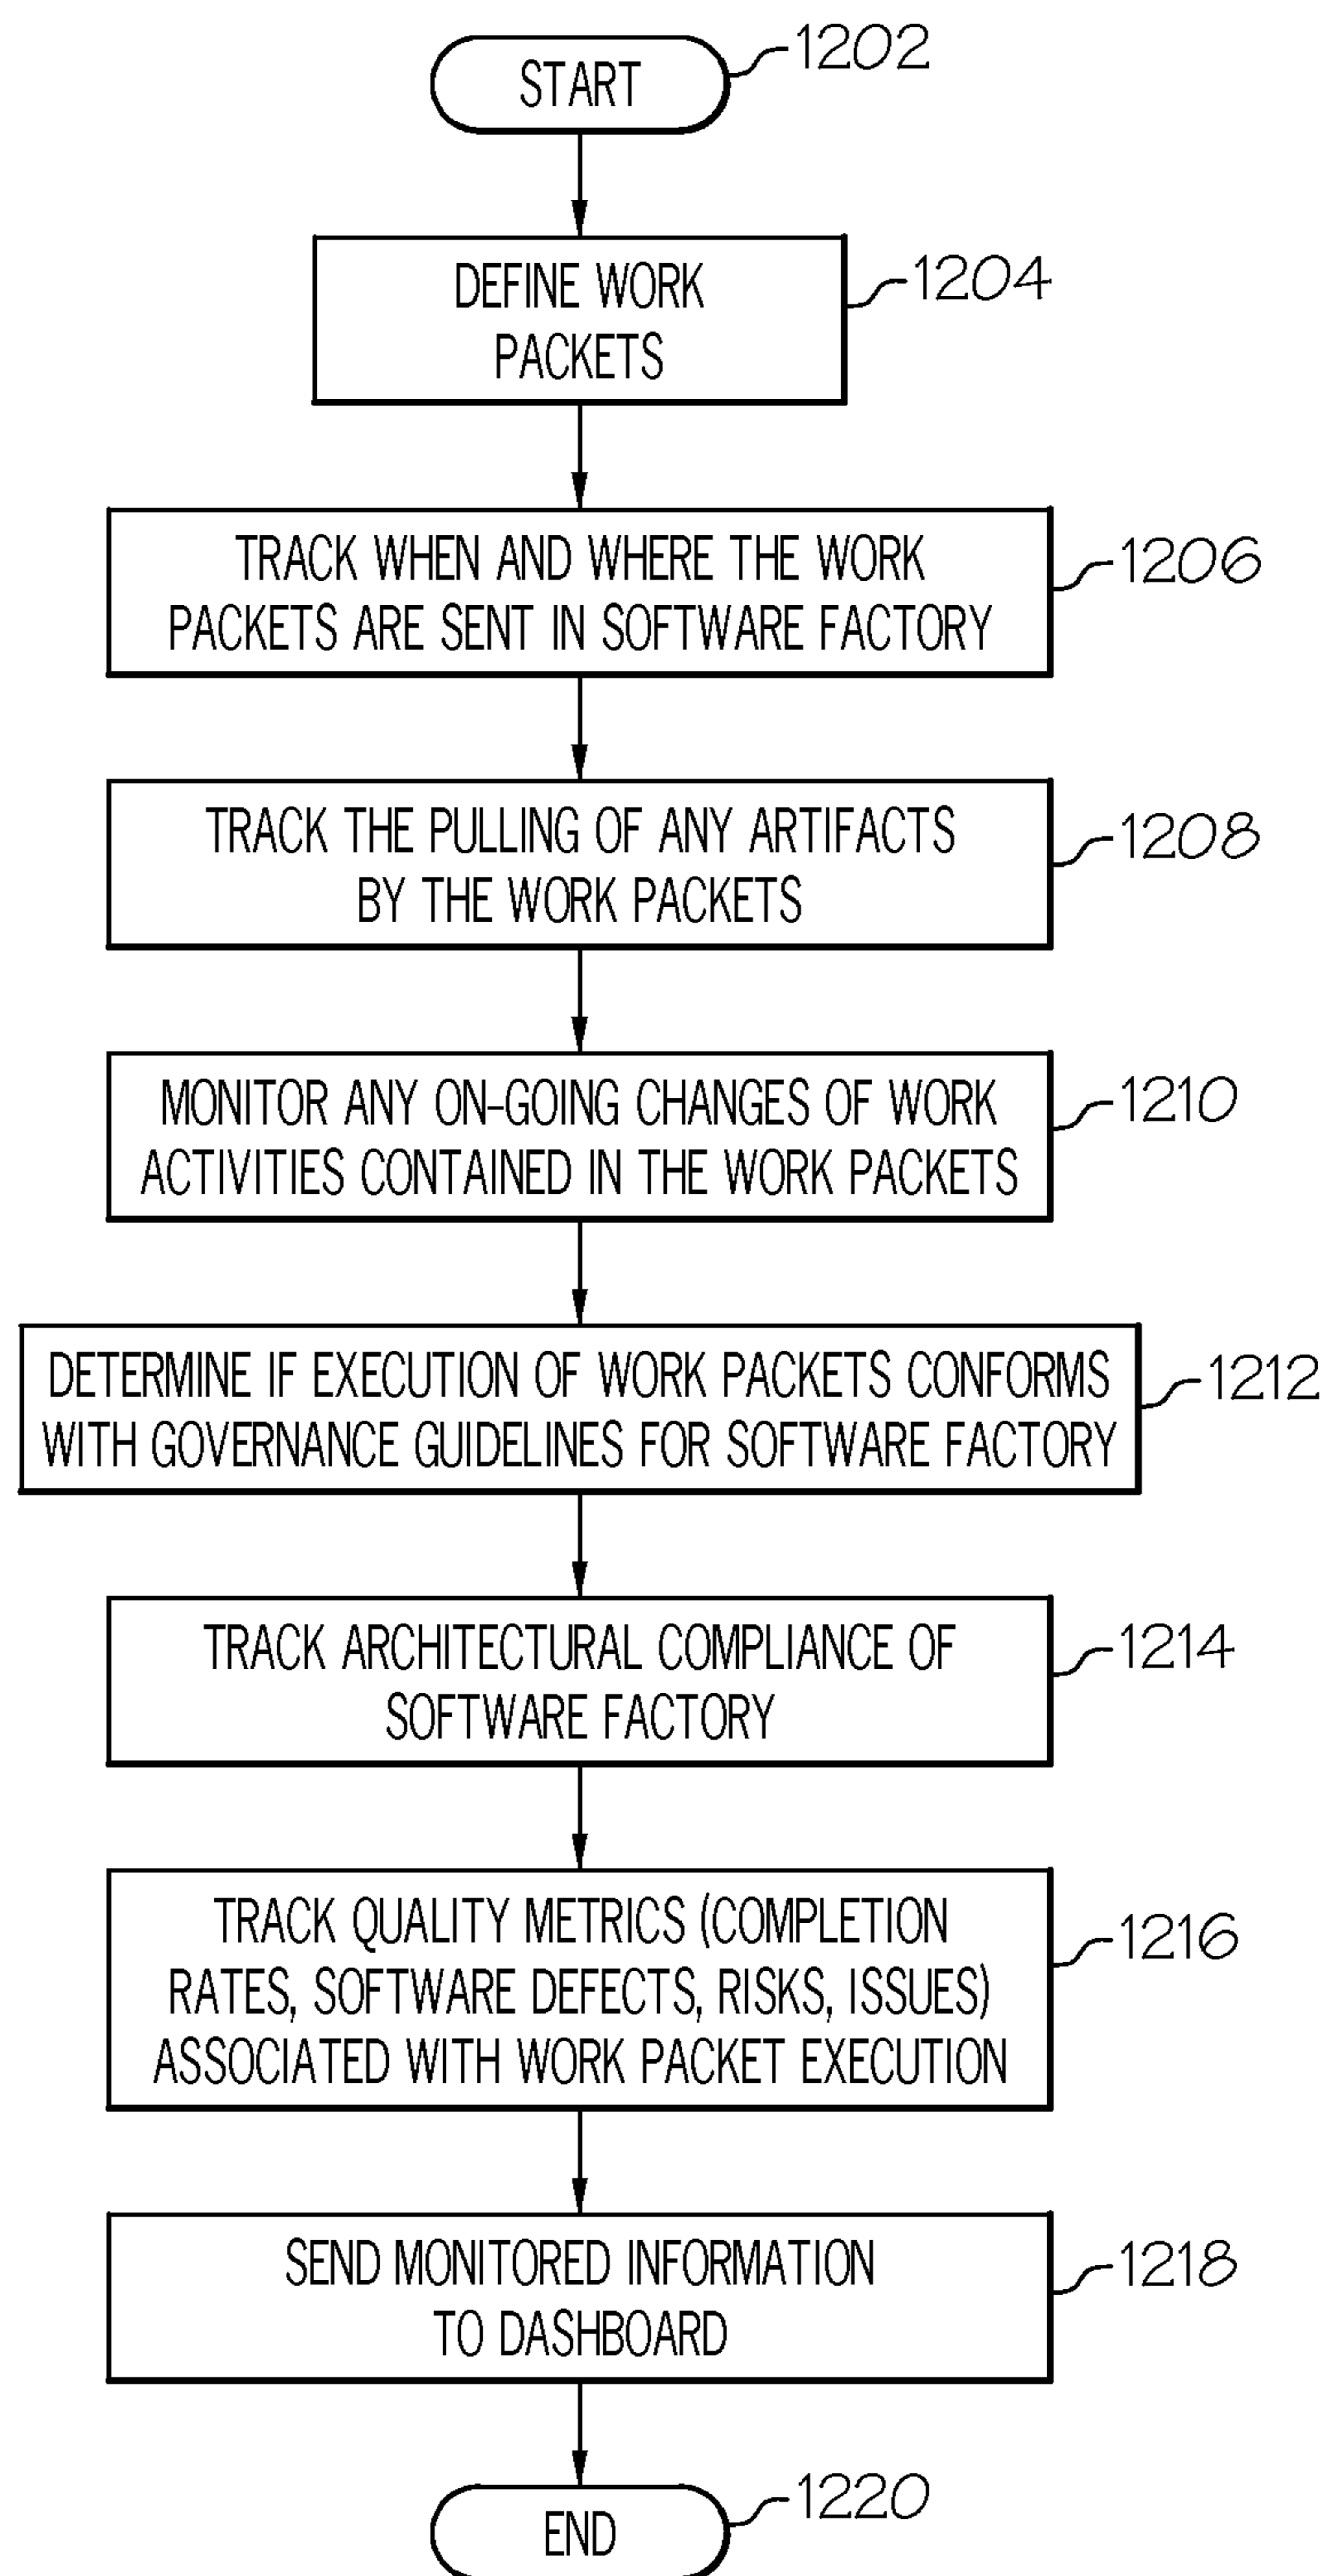 START
1202
DEFINE WORK
PACKETS
1204
TRACK WHEN AND WHERE THE WORK
PACKETS ARE SENT IN SOFTWARE FACTORY
1206
TRACK THE PULLING OF ANY ARTIFACTS
BY THE WORK PACKETS
1208
MONITOR ANY ON-GOING CHANGES OF WORK
ACTIVITIES CONTAINED IN THE WORK PACKETS
1210
DETERMINE IF EXECUTION OF WORK PACKETS CONFORMS
WITH GOVERNANCE GUIDELINES FOR SOFTWARE FACTORY
1212
TRACK ARCHITECTURAL COMPLIANCE OF
SOFTWARE FACTORY
1214
TRACK QUALITY METRICS (COMPLETION
RATES, SOFTWARE DEFECTS, RISKS, ISSUES)
ASSOCIATED WITH WORK PACKET EXECUTION
1216
SEND MONITORED INFORMATION
TO DASHBOARD
1218
END
1220